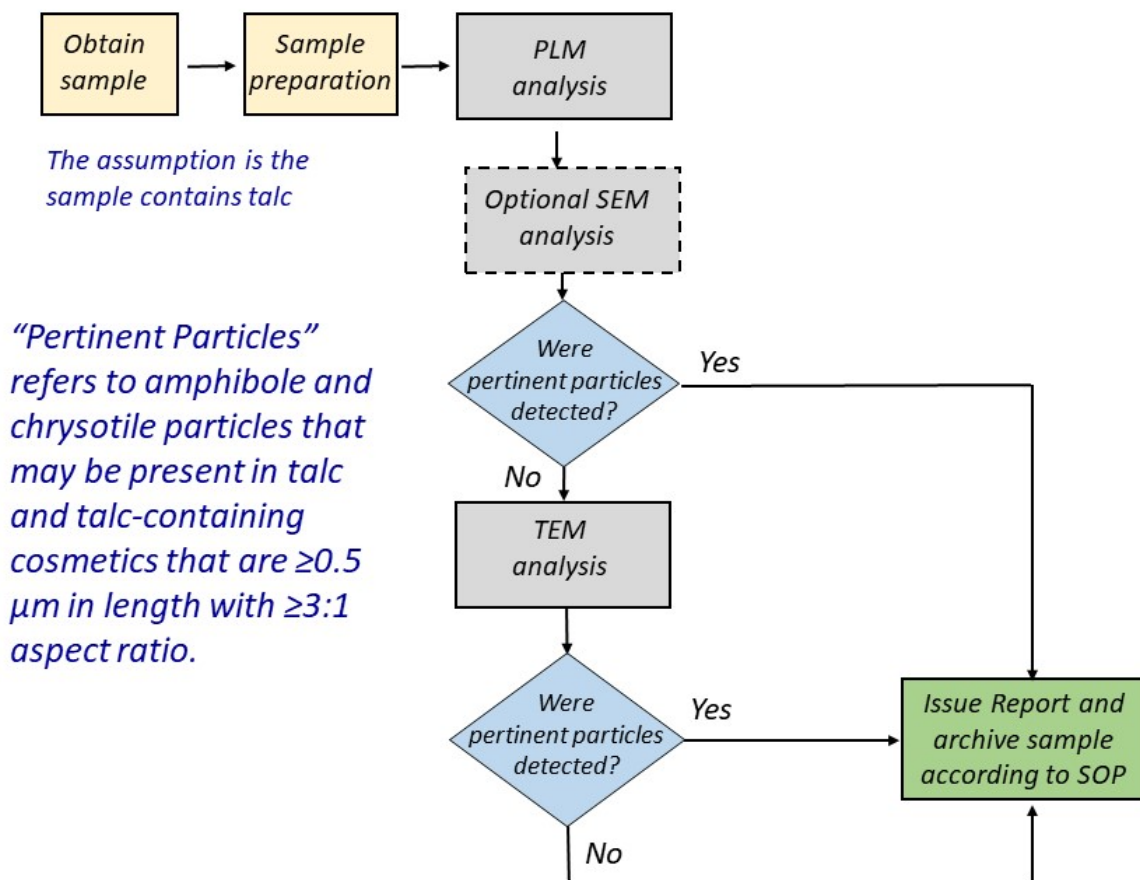 Obtain
sample
Sample
preparation
PLM
analysis
The assumption is the
sample contains talc
Optional SEM
analysis
“Pertinent Particles”
refers to amphibole and
chrysotile particles that
may be present in talc
and talc-containing
cosmetics that are ≥0.5
µm in length with ≥3:1
aspect ratio.
Were
pertinent particles
detected?
Yes
No
TEM
analysis
Were
pertinent particles
detected?
Yes
No
Issue Report and
archive sample
according to SOP